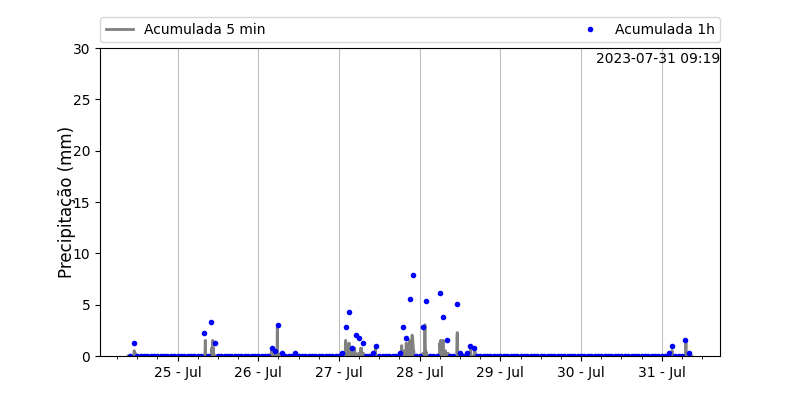 Acumulada 5 min
Acumulada 1h
2023-07-31 09:19
Precipitação (mm)
30
25
20
15
10
5
0
25 - Jul
26 - Jul
27 - Jul
28 - Jul
29 - Jul
30 - Jul
31 - Jul